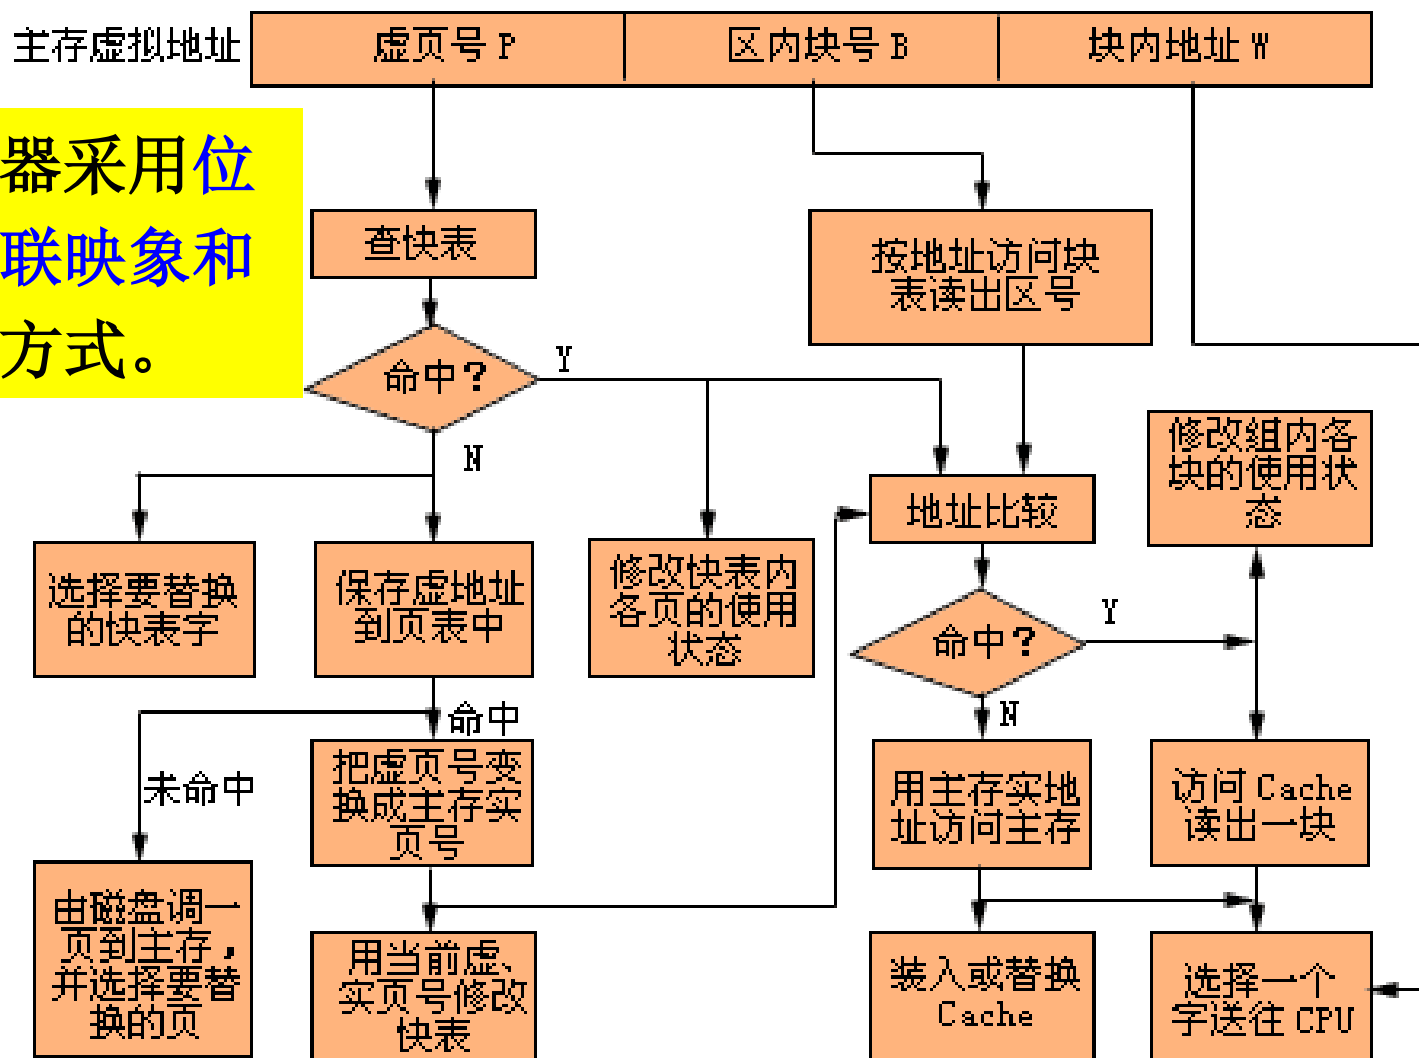 主存虚拟地址
虚页号 P
区内块号 B
块内地址 W
器采用位
联映象和
方式。
查快表
按地址访问块
表读出区号
命中?
Y
N
修改组内各
块的使用状
态
地址比较
选择要替换
的快表字
保存虚地址
到页表中
修改快表内
各页的使用
状态
命中?
Y
N
命中
未命中
把虚页号变
换成主存实
页号
用主存实地
址访问主存
访问 Cache
读出一块
由磁盘调一
页到主存，
并选择要替
换的页
用当前虚、
实页号修改
快表
装入或替换
Cache
选择一个
字送往 CPU